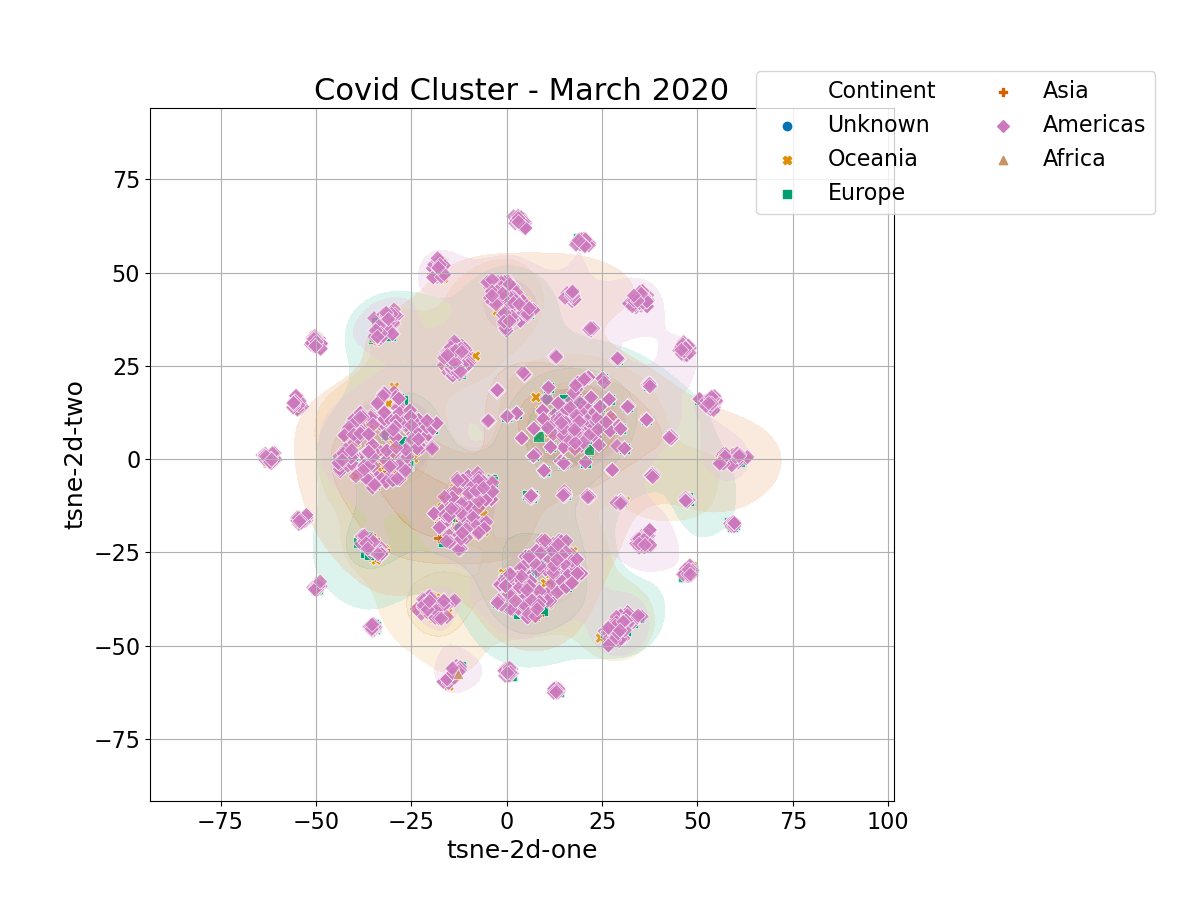 Covid Cluster - March 2020
Continent
Unknown
Oceania
Europe
Asia
Americas
Africa
tsne-2d-two
75
50
25
0
−25
−50
−75
−75
−50
−25
0
25
50
75
100
tsne-2d-one